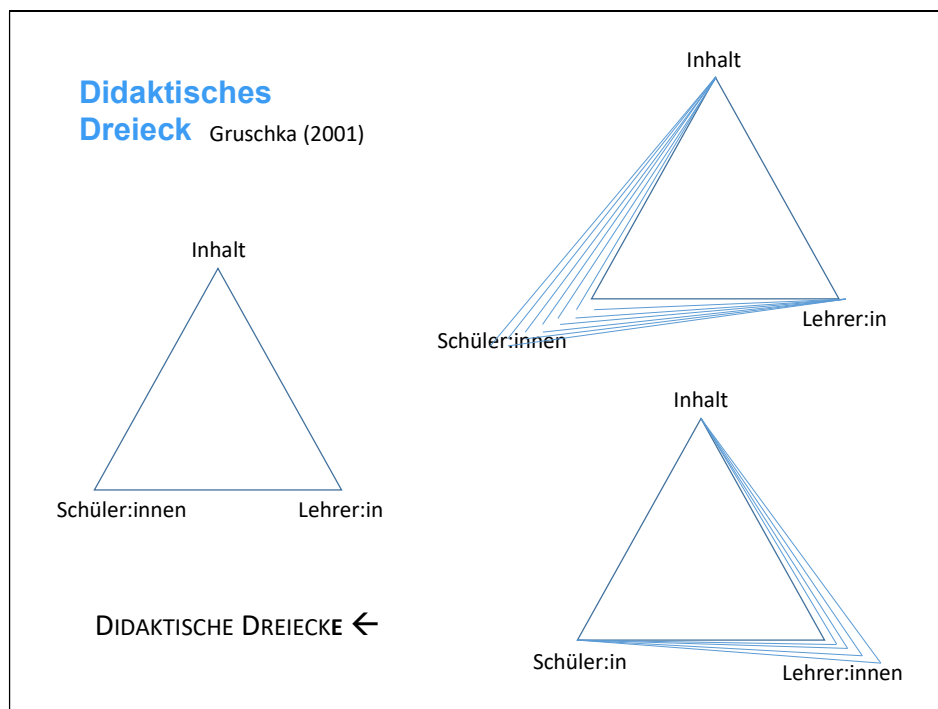 Didaktisches
Dreieck Gruschka (2001)
Inhalt
Schüler:innen Lehrer:in
DIDAKTISCHE DREIECKE ←
Inhalt
Lehrer:in
Schüler:innen
Inhalt
Schüler:in
Lehrer:innen